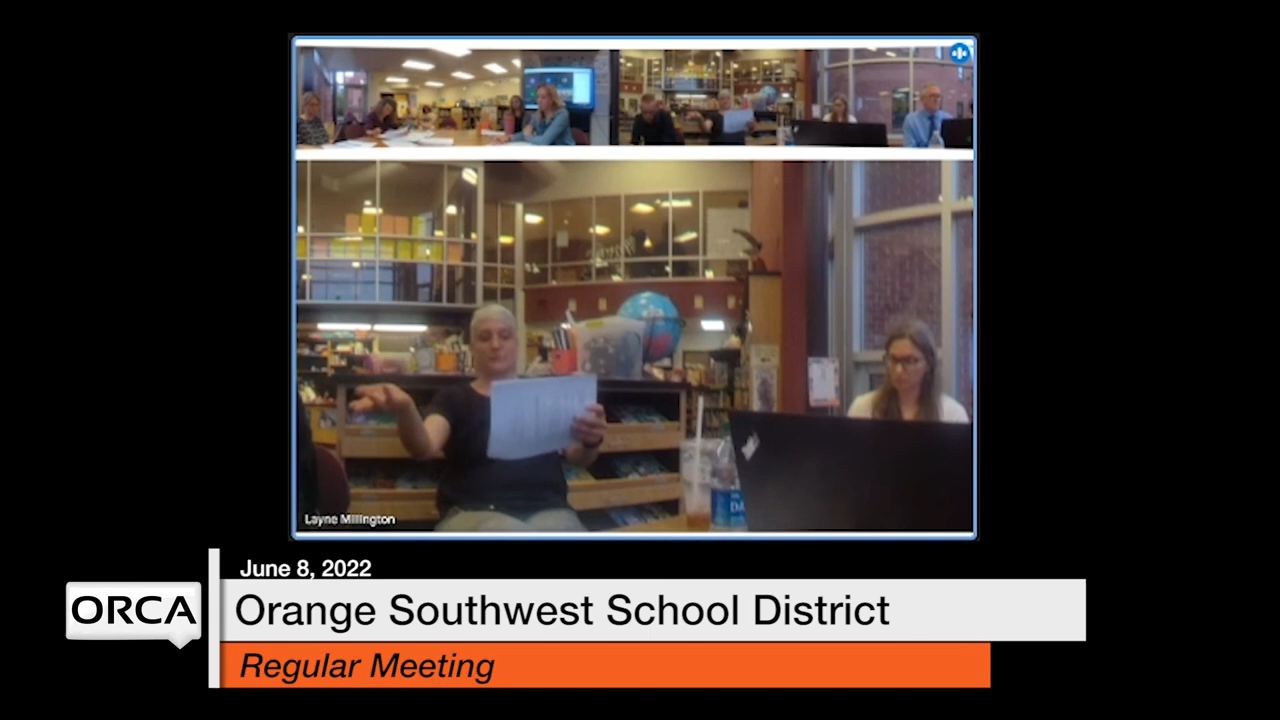 Layne Millington
June 8, 2022
ORCA
Orange Southwest School District
Regular Meeting